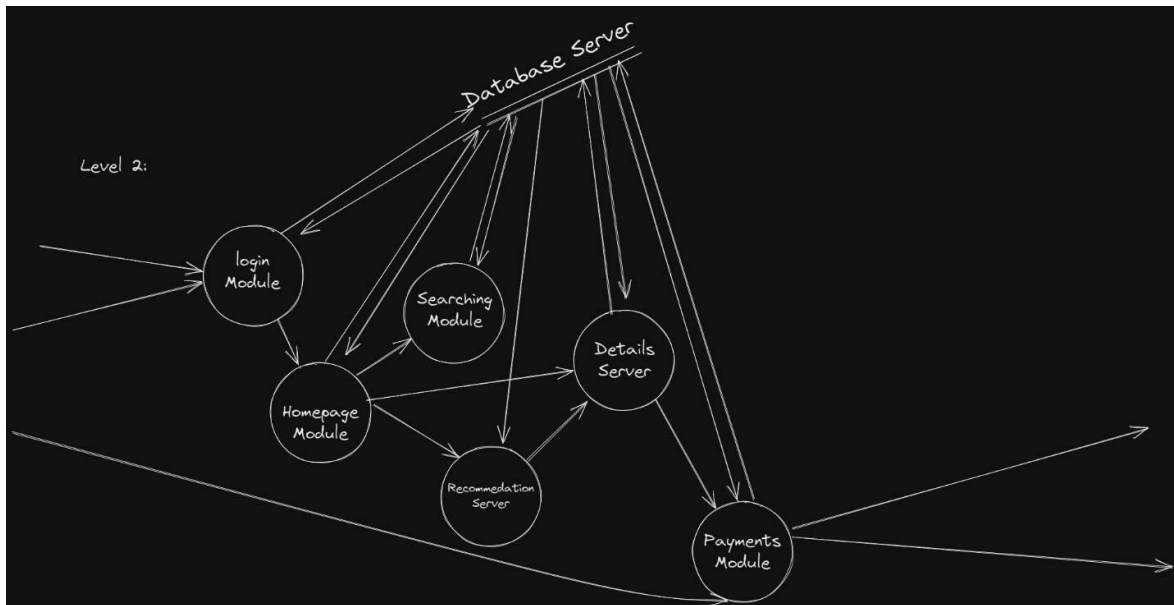 Database Server
Level 2:
login
Module
Searching
Module
Details
Server
Homepage
Module
Recommedation
Server
Payments
Module